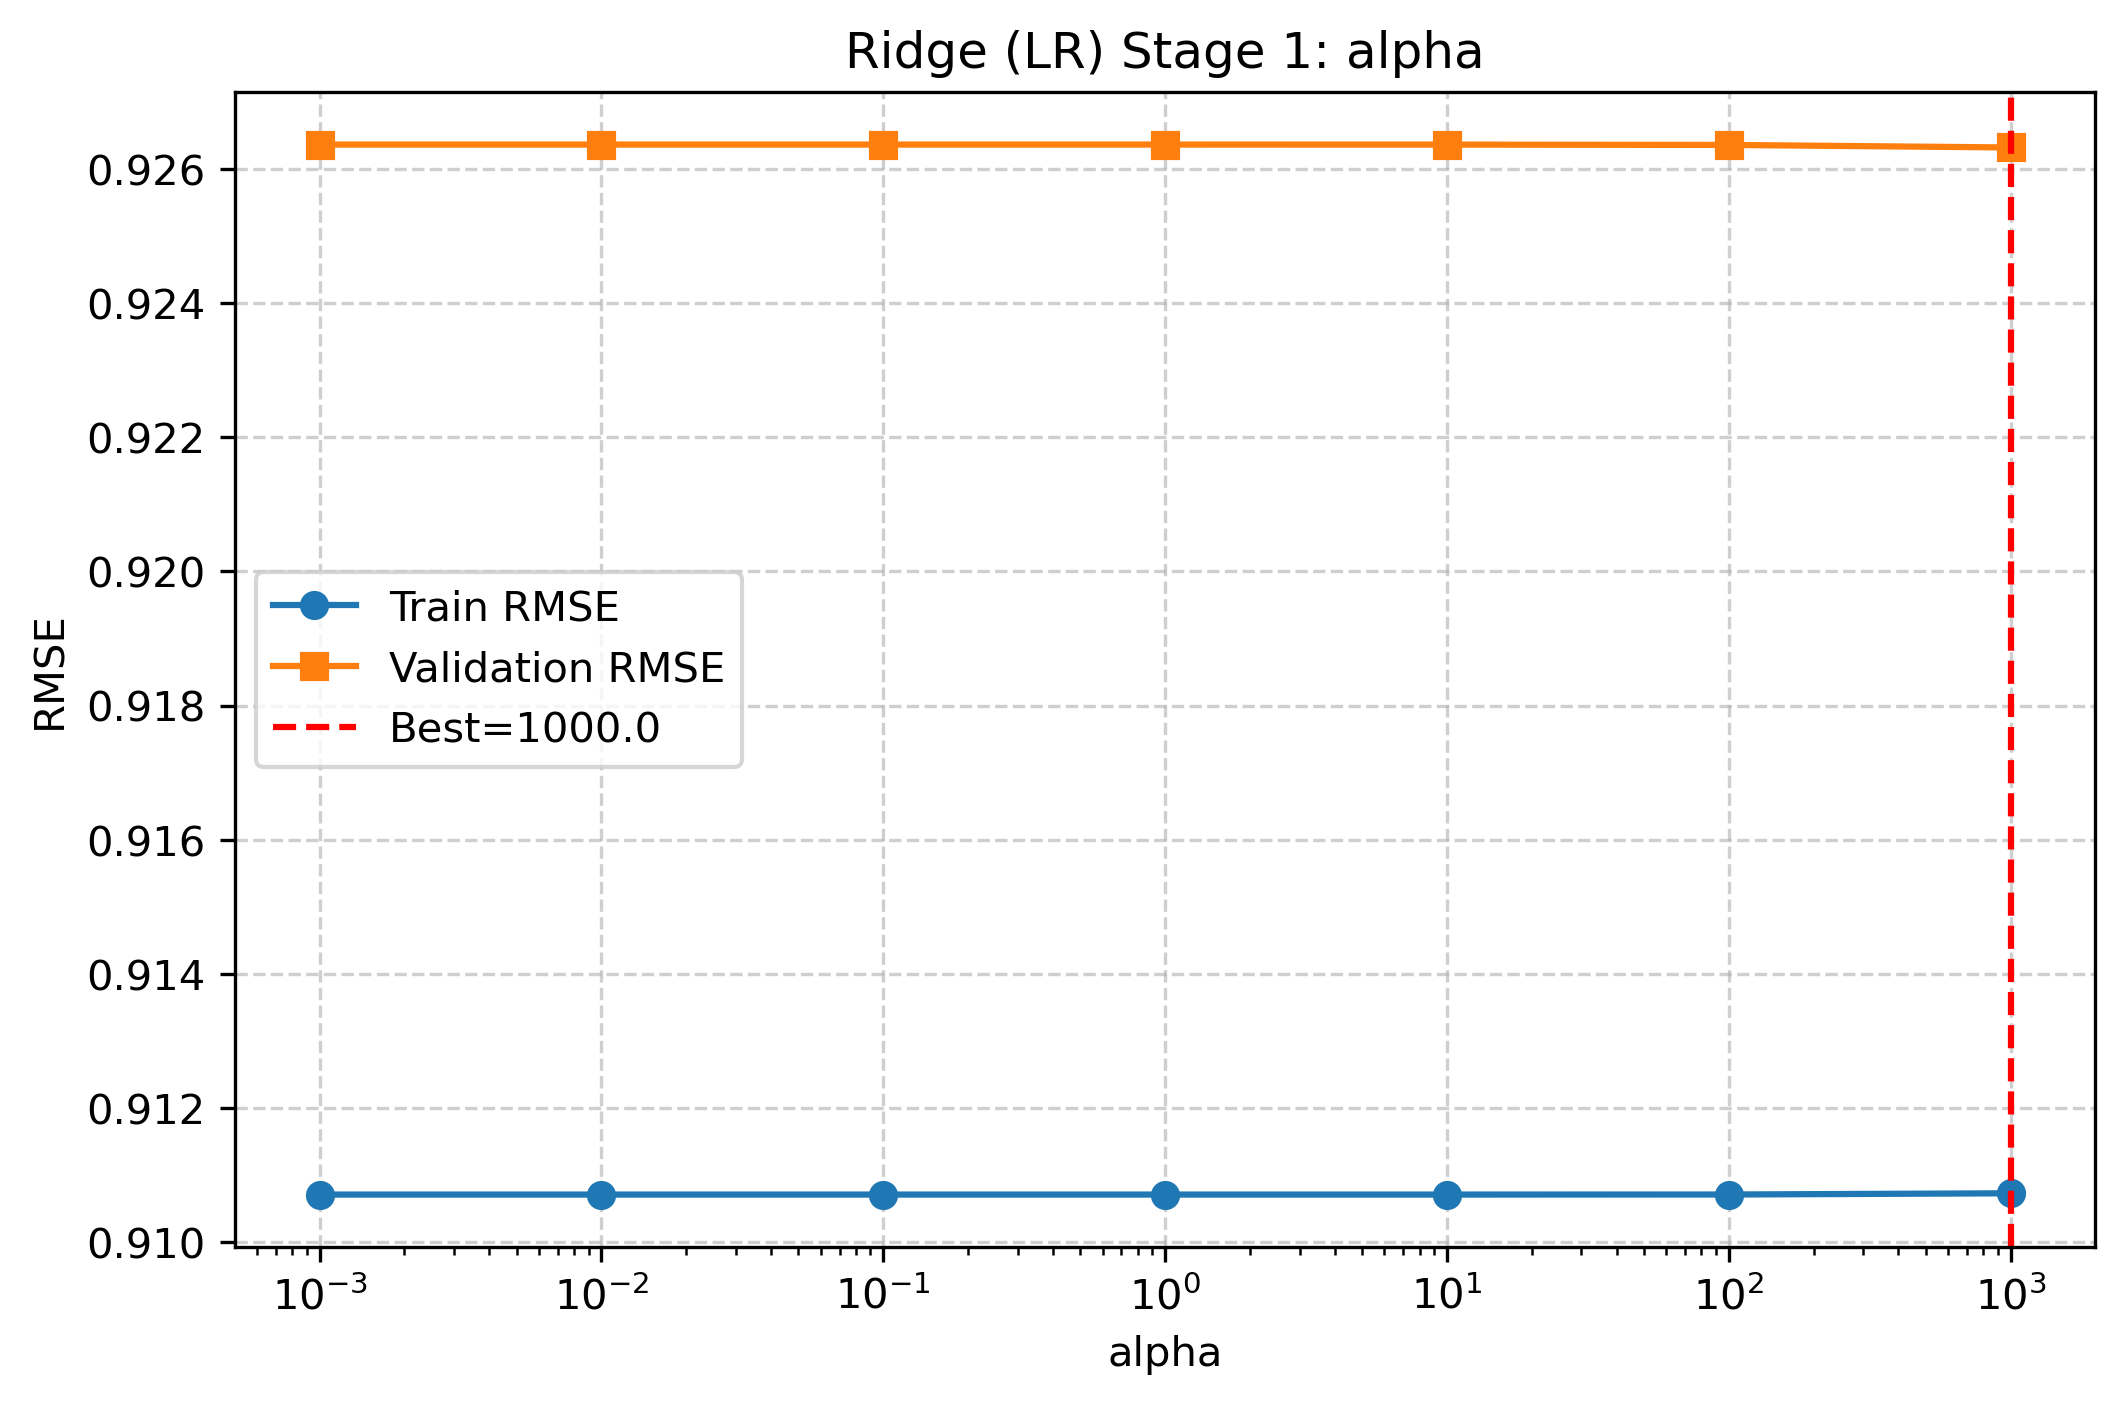 Ridge (LR) Stage 1: alpha
RMSE
0.926
0.924
0.922
0.920
0.918
0.916
0.914
0.912
0.910
Train RMSE
Validation RMSE
Best=1000.0
10⁻³ 10⁻² 10⁻¹ 10⁰ 10¹ 10² 10³
alpha